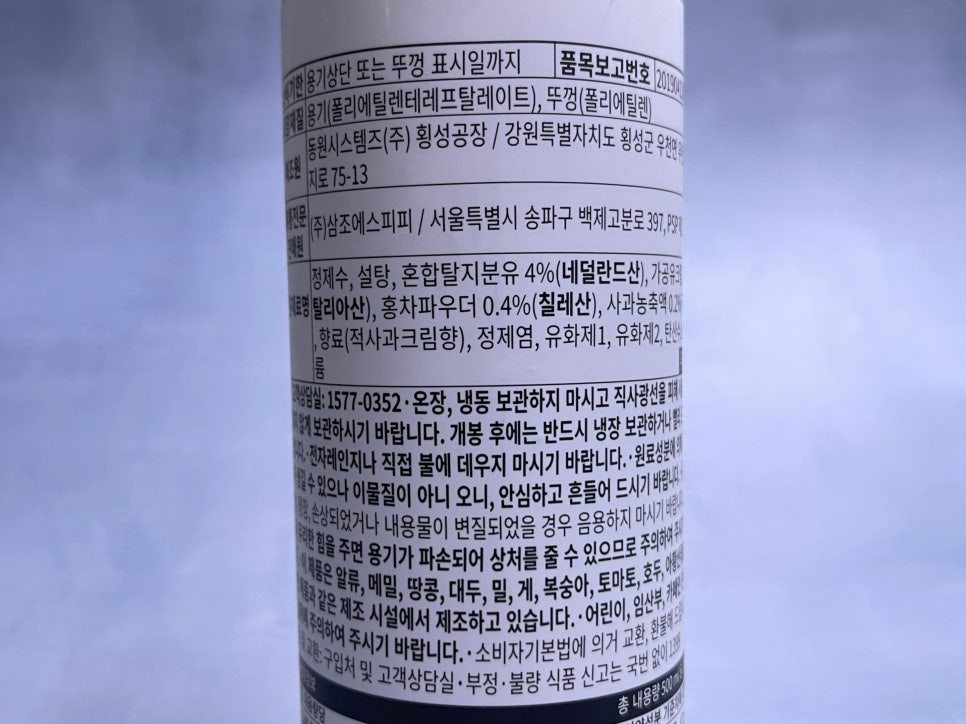 용기상단 또는 뚜껑 표시일까지 품목보고번호
용기(폴리에틸렌테레프탈레이트), 뚜껑(폴리에틸렌)
동원시스템즈(주) 횡성공장 / 강원특별자치도 횡성군 우천면
지로 75-13
(주)삼조에스피피 / 서울특별시 송파구 백제고분로 397, PSP
정제수, 설탕, 혼합탈지분유 4%(네덜란드산), 가공유크림
탈리아산), 홍차파우더 0.4%(칠레산), 사과농축액 0.2%
, 향료(적사과크림향), 정제염, 유화제1, 유화제2,
륨
1577-0352 · 온장, 냉동 보관하지 마시고 직사광선을 피해
않게 보관하시기 바랍니다. 개봉 후에는 반드시 냉장 보관하거나
· 전자레인지나 직접 불에 데우지 마시기 바랍니다. · 원료성분에
생길 수 있으나 이물질이 아니 오니, 안심하고 흔들어 드시기 바랍니다.
손상되었거나 내용물이 변질되었을 경우 음용하지 마시기 바랍니다.
무리한 힘을 주면 용기가 파손되어 상처를 줄 수 있으므로 주의하여
이 제품은 알류, 메밀, 땅콩, 대두, 밀, 게, 복숭아, 토마토, 호두,
같은 제조 시설에서 제조하고 있습니다. · 어린이, 임산부,
주의하여 주시기 바랍니다. · 소비자기본법에 의거 교환, 환불해
교환: 구입처 및 고객상담실 · 부정 · 불량 식품 신고는 국번 없이 1399
총 내용량 500